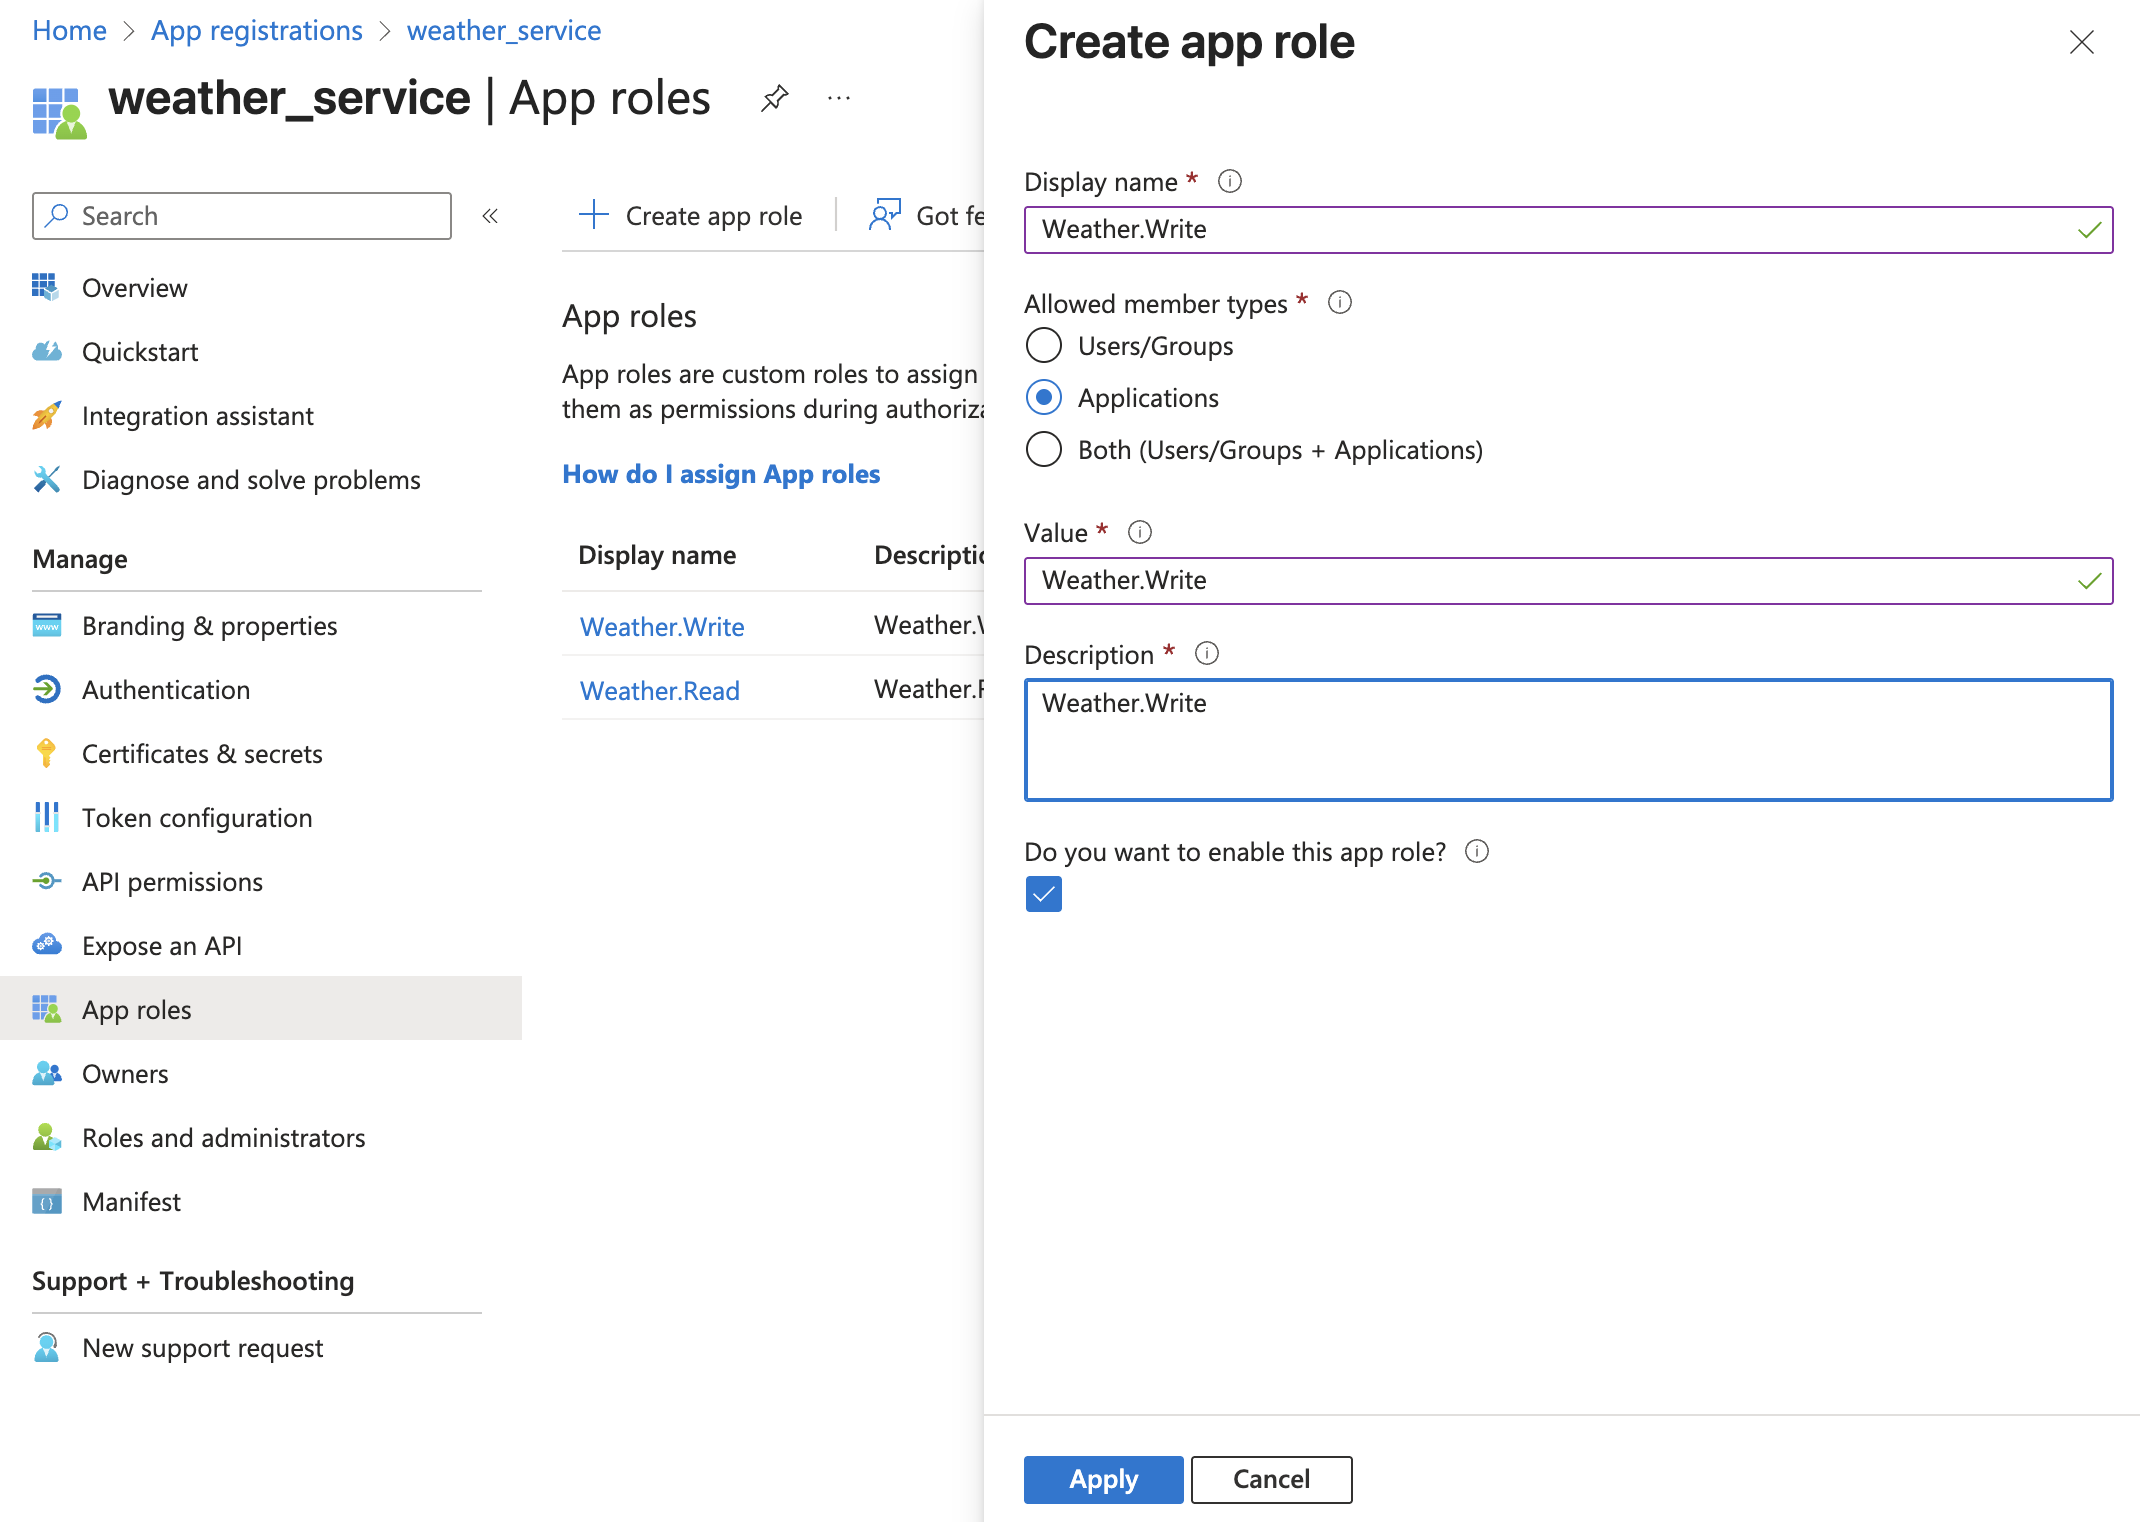 Home > App registrations > weather_service
weather_service | App roles
Search
Overview
Quickstart
Integration assistant
Diagnose and solve problems
Manage
Branding & properties
Authentication
Certificates & secrets
Token configuration
API permissions
Expose an API
App roles
Owners
Roles and administrators
Manifest
Support + Troubleshooting
New support request
Create app role
Got fe
App roles
App roles are custom roles to assign
them as permissions during authoriza
How do I assign App roles
Display name Descriptio
Weather.Write Weather.W
Weather.Read Weather.R
Create app role
Display name *
Weather.Write
Allowed member types *
Users/Groups
Applications
Both (Users/Groups + Applications)
Value *
Weather.Write
Description *
Weather.Write
Do you want to enable this app role?
Apply Cancel